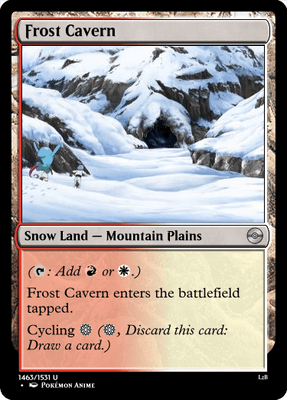 Frost Cavern
Snow Land — Mountain Plains
(: Add or .)
Frost Cavern enters the battlefield
tapped.
Cycling (, Discard this card:
Draw a card.)
1463/1531 U
• Pokémon Anime
LzB